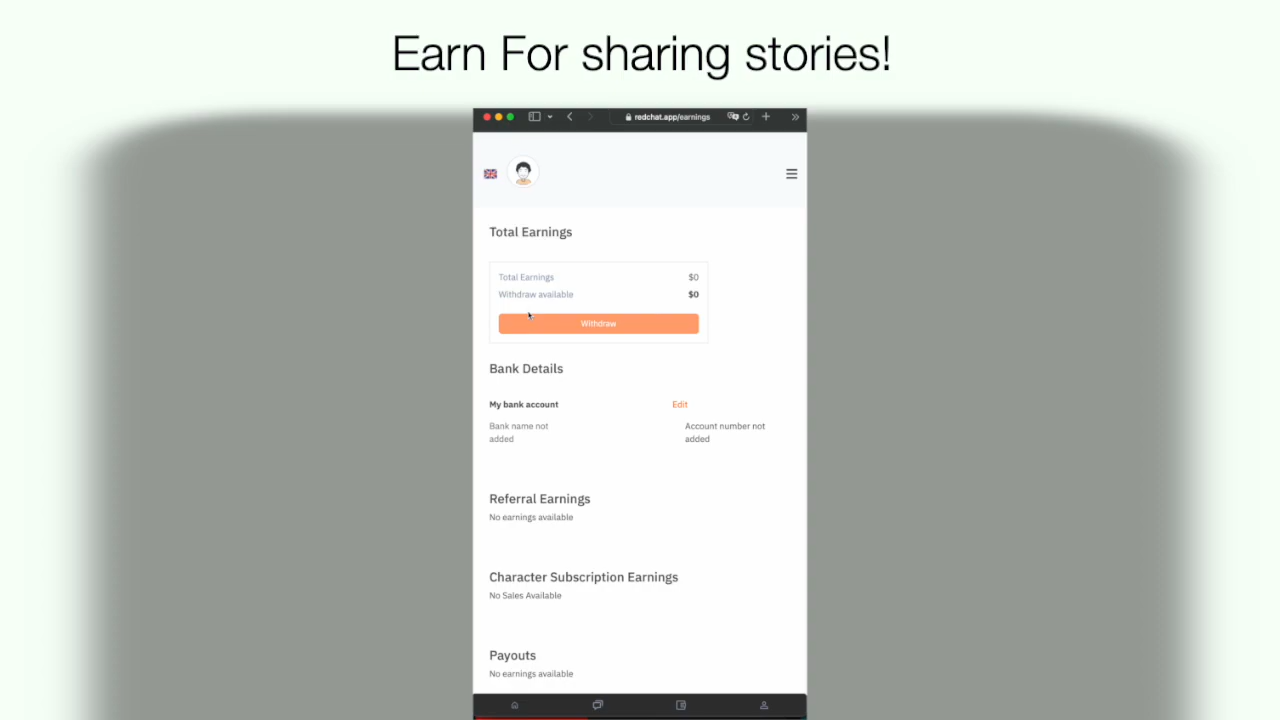 Earn For sharing stories!
redchat.app/earnings
Total Earnings
Total Earnings $0
Withdraw available $0
Withdraw
Bank Details
My bank account Edit
Bank name not added
Account number not added
Referral Earnings
No earnings available
Character Subscription Earnings
No Sales Available
Payouts
No earnings available